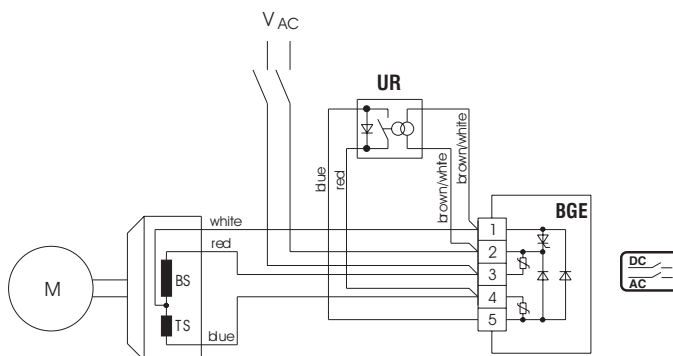 VAC
UR
blue
red
brown/white
brown/white
BGE
white
red
1
2
3
4
5
M
BS
TS
blue
DC
AC